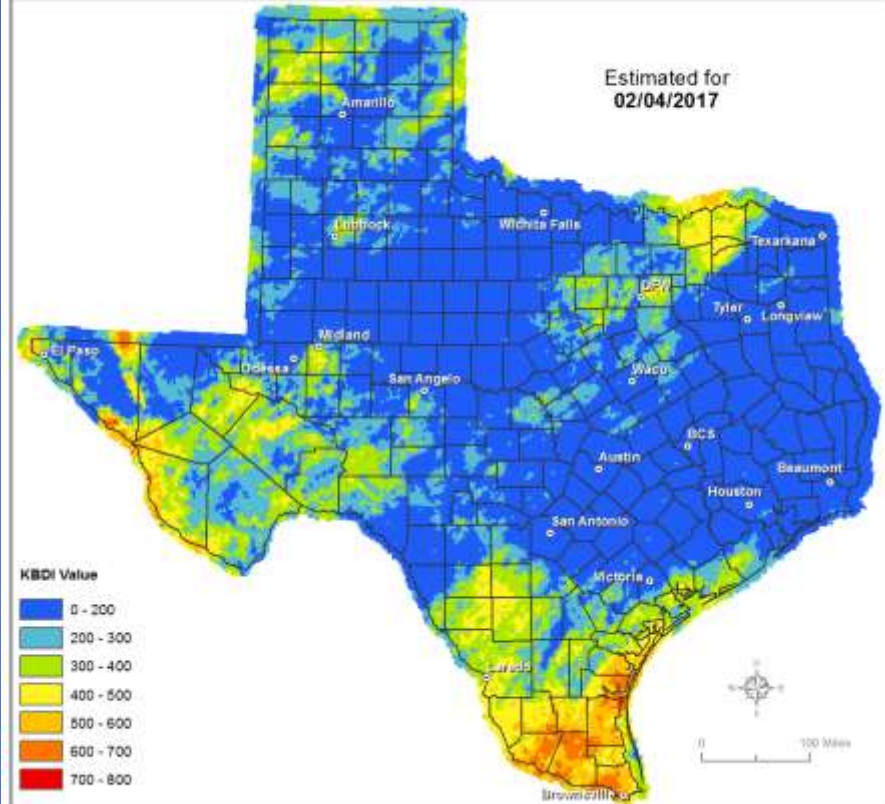 Estimated for
02/04/2017
Amarillo
Lubbock
Wichita Falls
Texarkana
DFW
Tyler
Longview
El Paso
Midland
Odessa
San Angelo
Waco
BCS
Austin
Beaumont
Houston
San Antonio
Victoria
Laredo
Brownsville
KBDI Value
0 - 200
200 - 300
300 - 400
400 - 500
500 - 600
600 - 700
700 - 800
N
S
0 100 Miles